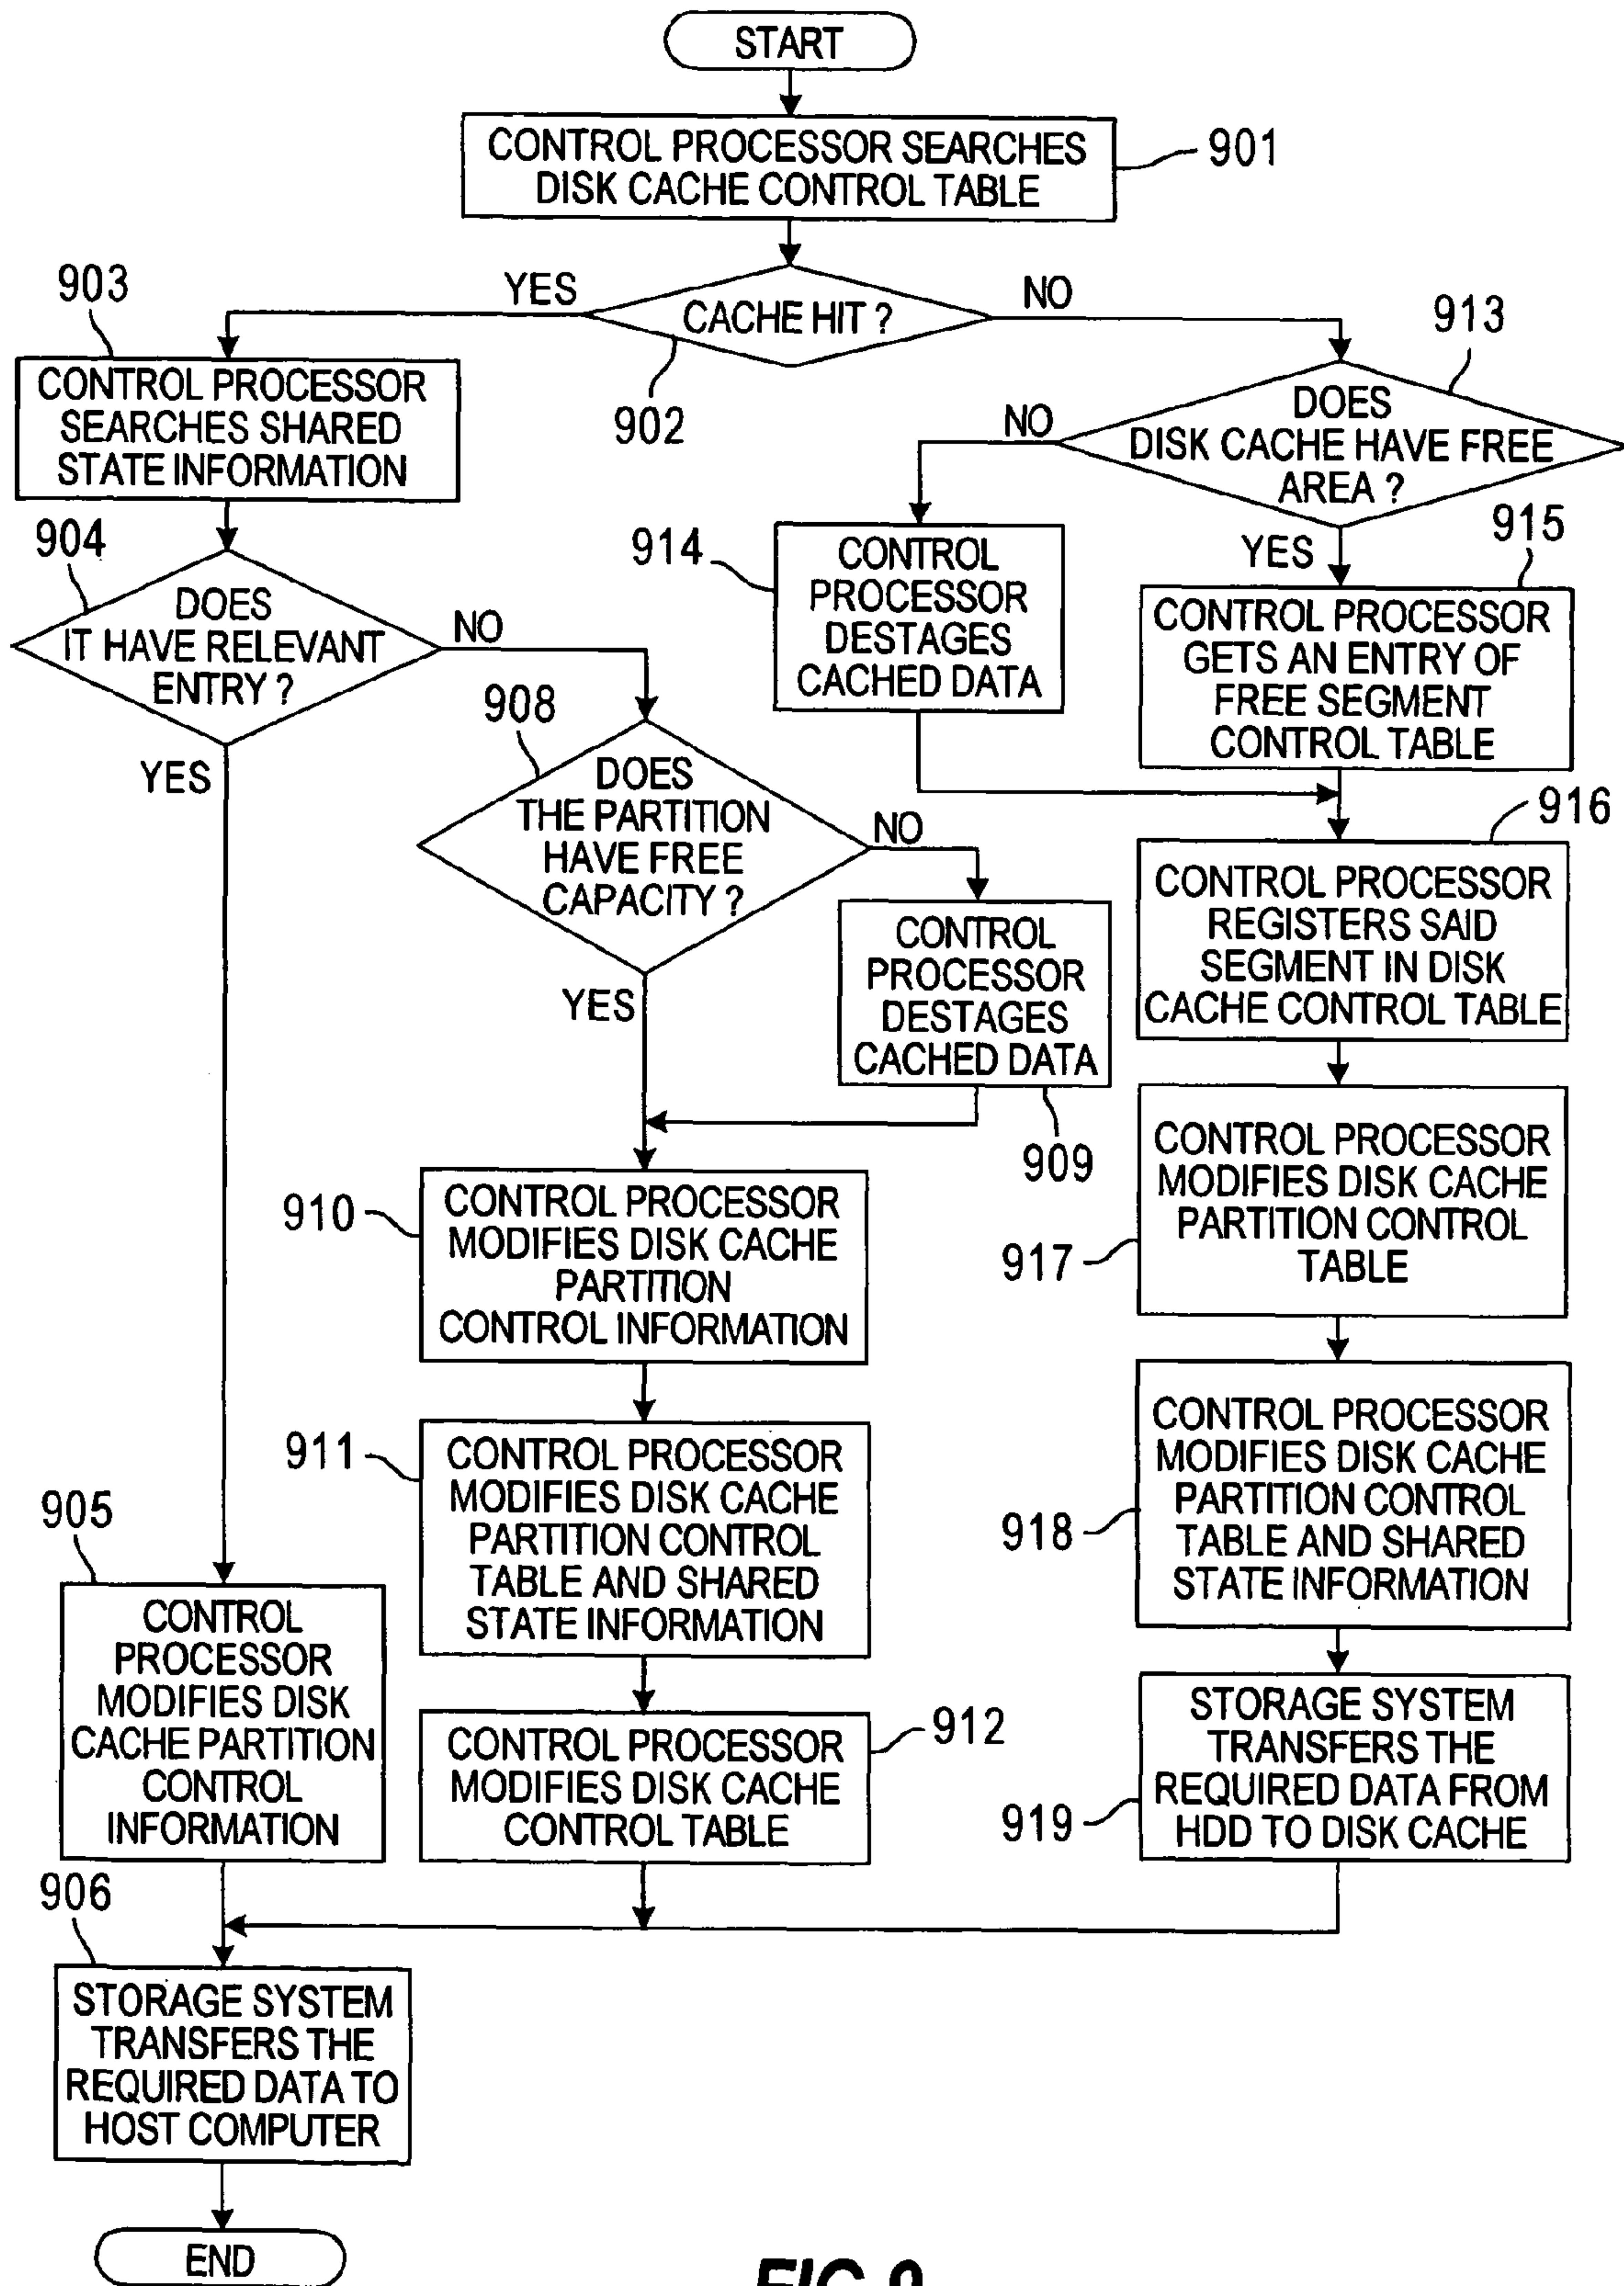 START
CONTROL PROCESSOR SEARCHES
DISK CACHE CONTROL TABLE
901
CACHE HIT ?
902
YES
NO
903
CONTROL PROCESSOR
SEARCHES SHARED
STATE INFORMATION
904
DOES
IT HAVE RELEVANT
ENTRY ?
NO
YES
908
DOES
THE PARTITION
HAVE FREE
CAPACITY ?
NO
YES
CONTROL
PROCESSOR
DESTAGES
CACHED DATA
909
910
CONTROL PROCESSOR
MODIFIES DISK CACHE
PARTITION
CONTROL INFORMATION
911
CONTROL PROCESSOR
MODIFIES DISK CACHE
PARTITION CONTROL
TABLE AND SHARED
STATE INFORMATION
912
CONTROL PROCESSOR
MODIFIES DISK CACHE
CONTROL TABLE
905
CONTROL
PROCESSOR
MODIFIES DISK
CACHE PARTITION
CONTROL
INFORMATION
906
STORAGE SYSTEM
TRANSFERS THE
REQUIRED DATA TO
HOST COMPUTER
END
913
DOES
DISK CACHE HAVE FREE
AREA ?
NO
YES
914
CONTROL
PROCESSOR
DESTAGES
CACHED DATA
915
CONTROL PROCESSOR
GETS AN ENTRY OF
FREE SEGMENT
CONTROL TABLE
916
CONTROL PROCESSOR
REGISTERS SAID
SEGMENT IN DISK
CACHE CONTROL TABLE
917
CONTROL PROCESSOR
MODIFIES DISK CACHE
PARTITION CONTROL
TABLE
918
CONTROL PROCESSOR
MODIFIES DISK CACHE
PARTITION CONTROL
TABLE AND SHARED
STATE INFORMATION
919
STORAGE SYSTEM
TRANSFERS THE
REQUIRED DATA FROM
HDD TO DISK CACHE
FIG.9